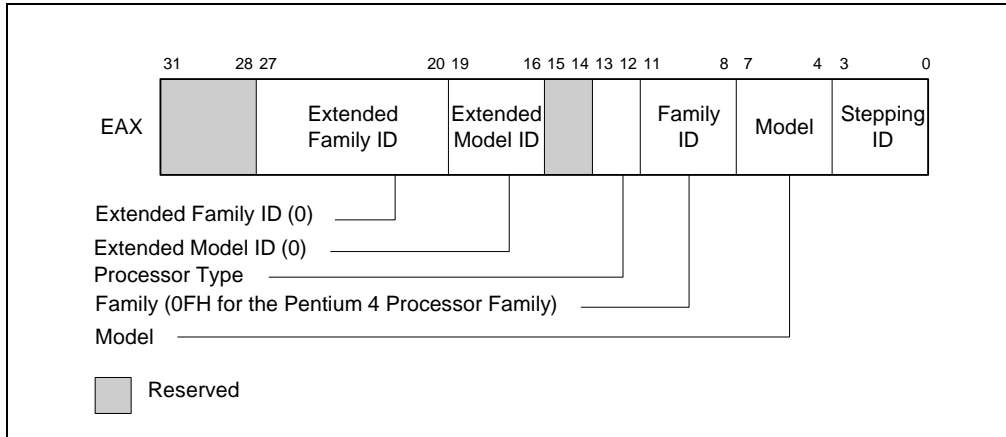 31 28 27 20 19 16 15 14 13 12 11 8 7 4 3 0
EAX
Extended Family ID
Extended Model ID
Family ID
Model
Stepping ID
Extended Family ID (0)
Extended Model ID (0)
Processor Type
Family (0FH for the Pentium 4 Processor Family)
Model
Reserved